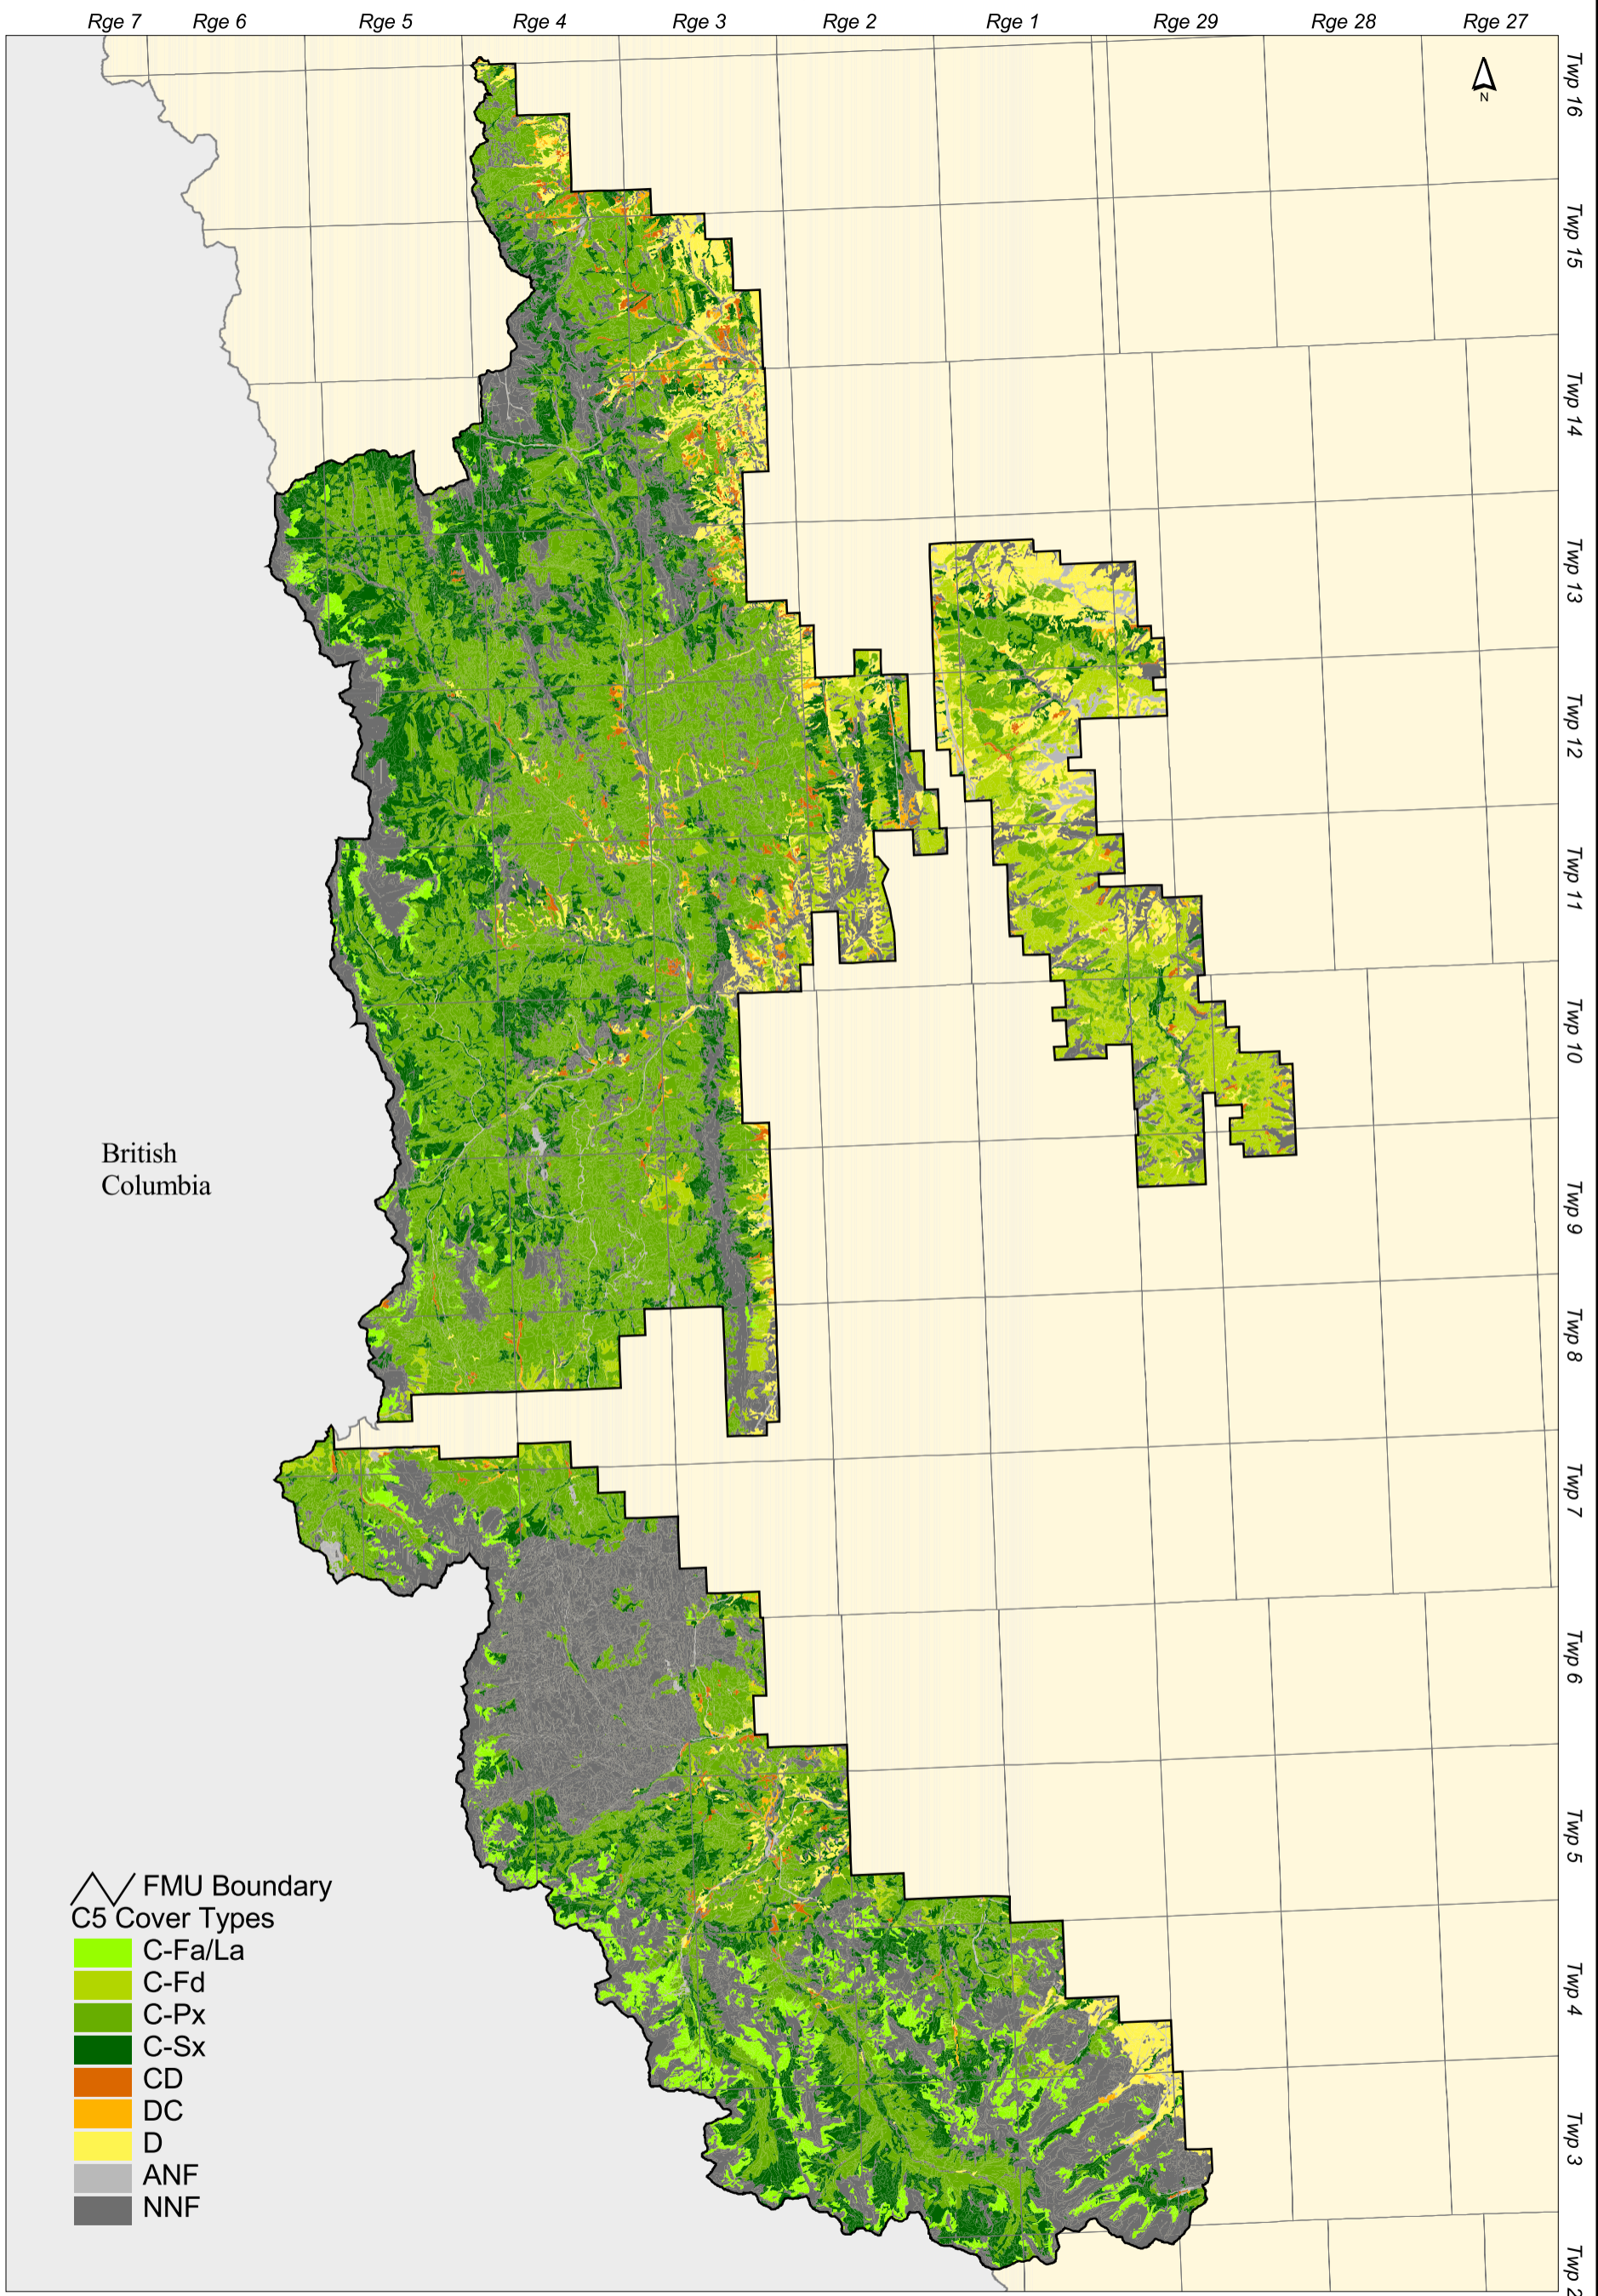 Rge 7 Rge 6 Rge 5 Rge 4 Rge 3 Rge 2 Rge 1 Rge 29 Rge 28 Rge 27
N
Twp 16
Twp 15
Twp 14
Twp 13
Twp 12
Twp 11
Twp 10
Twp 9
Twp 8
Twp 7
Twp 6
Twp 5
Twp 4
Twp 3
Twp 2
British
Columbia
FMU Boundary
C5 Cover Types
C-Fa/La
C-Fd
C-Px
C-Sx
CD
DC
D
ANF
NNF